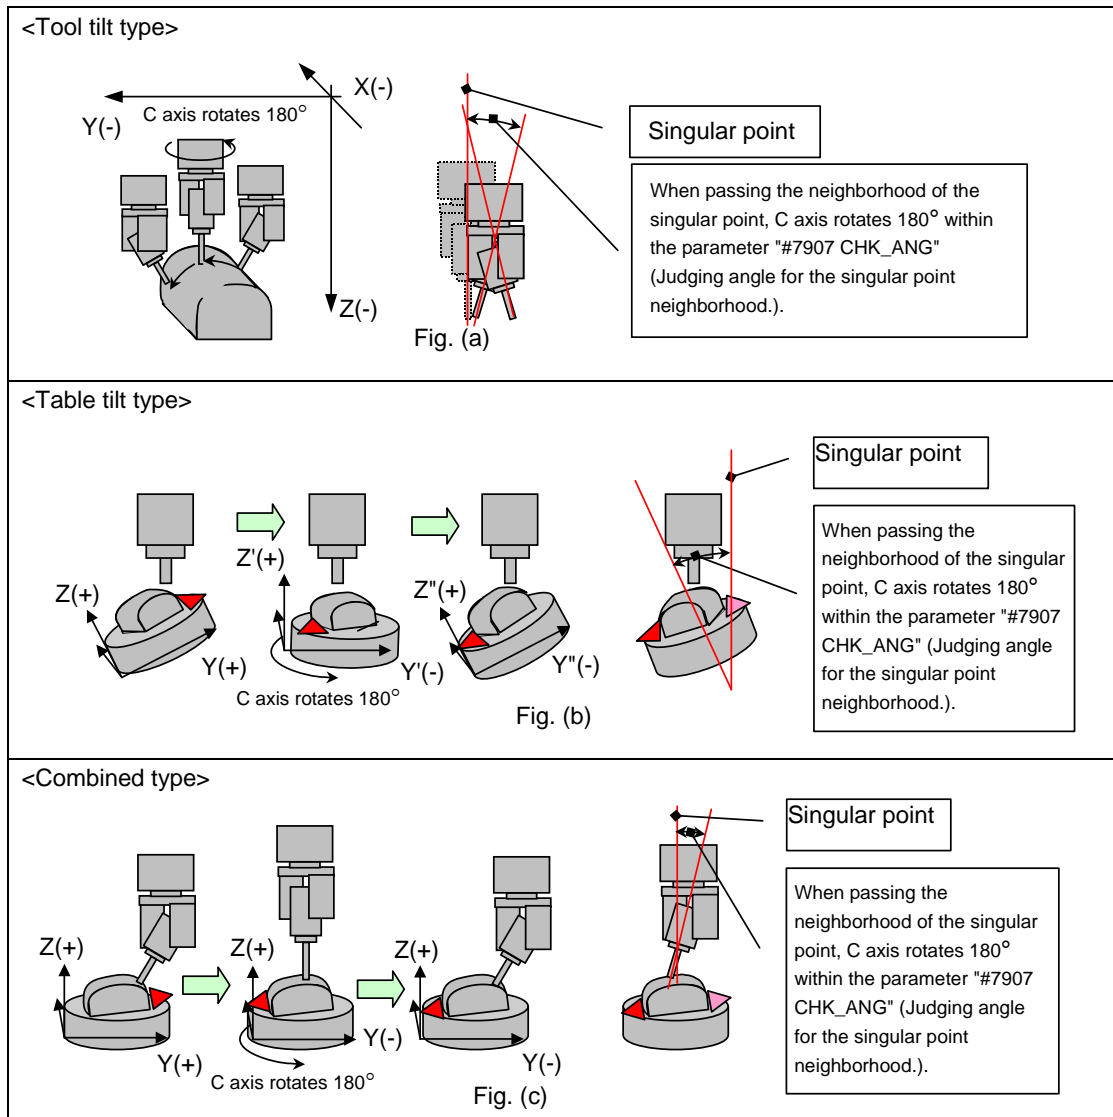 <Tool tilt type>
X(-)
C axis rotates 180°
Y(-)
Z(-)
Fig. (a)
Singular point
When passing the neighborhood of the
singular point, C axis rotates 180° within
the parameter "#7907 CHK_ANG"
(Judging angle for the singular point
neighborhood.).
<Table tilt type>
Z(+)
Y(+)
Z'(+)
Y'(-)
C axis rotates 180°
Z"(+)
Y"(-)
Fig. (b)
Singular point
When passing the
neighborhood of the singular
point, C axis rotates 180°
within the parameter "#7907
CHK_ANG" (Judging angle
for the singular point
neighborhood.).
<Combined type>
Z(+)
Y(+)
Z(+)
Y(-)
C axis rotates 180°
Z(+)
Y(-)
Fig. (c)
Singular point
When passing the
neighborhood of the singular
point, C axis rotates 180°
within the parameter "#7907
CHK_ANG" (Judging angle
for the singular point
neighborhood.).